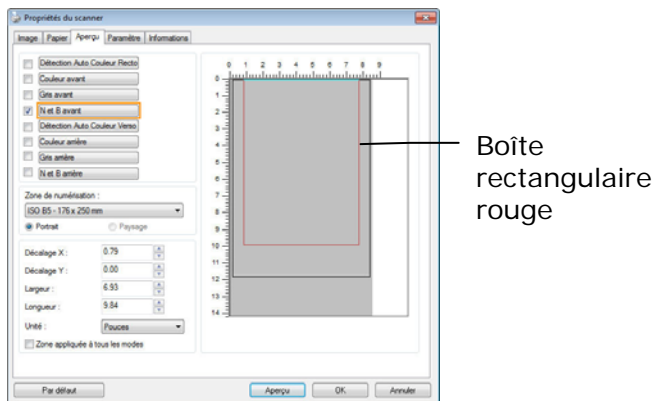 Propriétés du scanner
Image Papier Aperçu Paramètre Informations
Détection Auto Couleur Recto
Couleur avant
Gris avant
N et B avant
Détection Auto Couleur Verso
Couleur arrière
Gris arrière
N et B arrière
Zone de numérisation :
ISO B5 - 176 x 250 mm
Portrait Paysage
Décalage X : 0.79
Décalage Y : 0.00
Largeur : 6.93
Longueur : 9.84
Unité : Pouces
Zone appliquée à tous les modes
0 1 2 3 4 5 6 7 8 9
0
1
2
3
4
5
6
7
8
9
10
11
12
13
14
Boîte
rectangulaire
rouge
Par défaut Aperçu OK Annuler